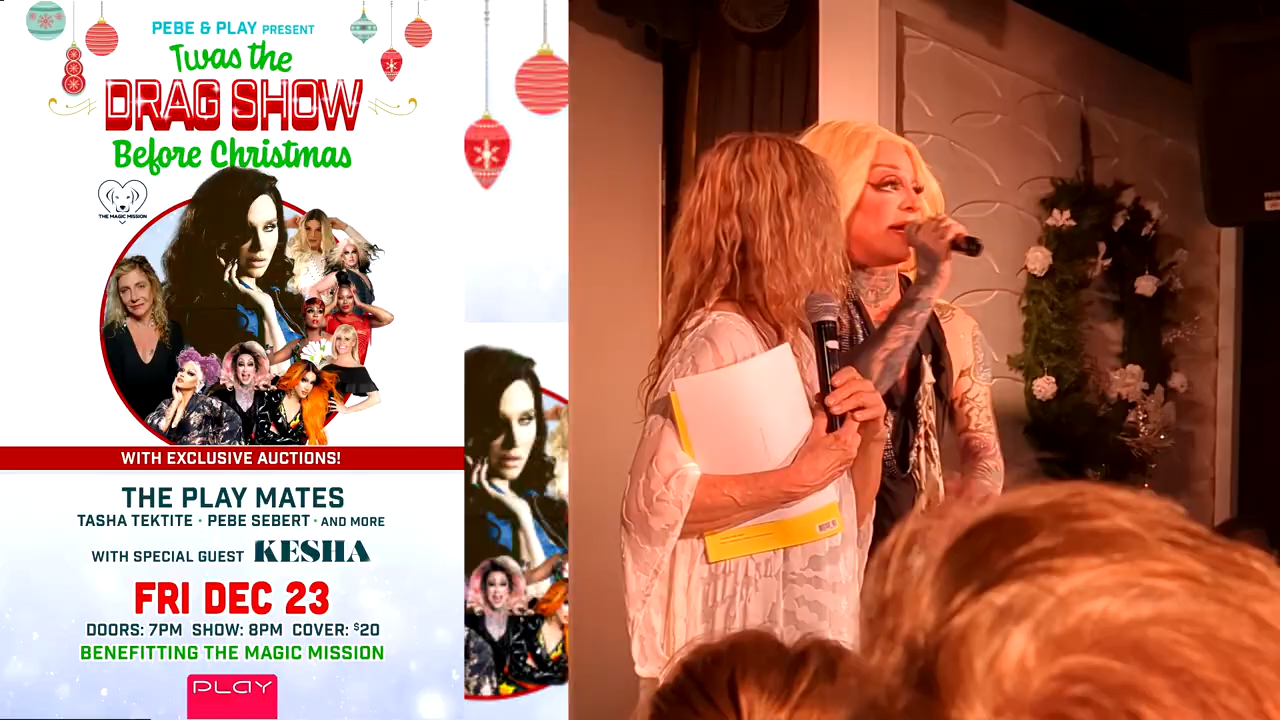 PEBE & PLAY PRESENT
Twas the
DRAG SHOW
Before Christmas
THE MAGIC MISSION
WITH EXCLUSIVE AUCTIONS!
THE PLAY MATES
TASHA TEKTITE • PEBE SEBERT • AND MORE
WITH SPECIAL GUEST KESHA
FRI DEC 23
DOORS: 7PM SHOW: 8PM COVER: $20
BENEFITTING THE MAGIC MISSION
PLAY